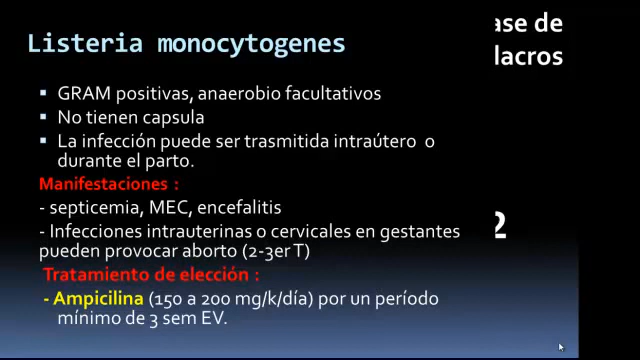 Listeria monocytogenes
▪ GRAM positivas, anaerobio facultativos
▪ No tienen capsula
▪ La infección puede ser trasmitida intraútero o
durante el parto.
Manifestaciones :
- septicemia, MEC, encefalitis
- Infecciones intrauterinas o cervicales en gestantes
pueden provocar aborto (2-3er T)
Tratamiento de elección :
- Ampicilina (150 a 200 mg/k/día) por un período
mínimo de 3 sem EV.
ase de
lacros
2